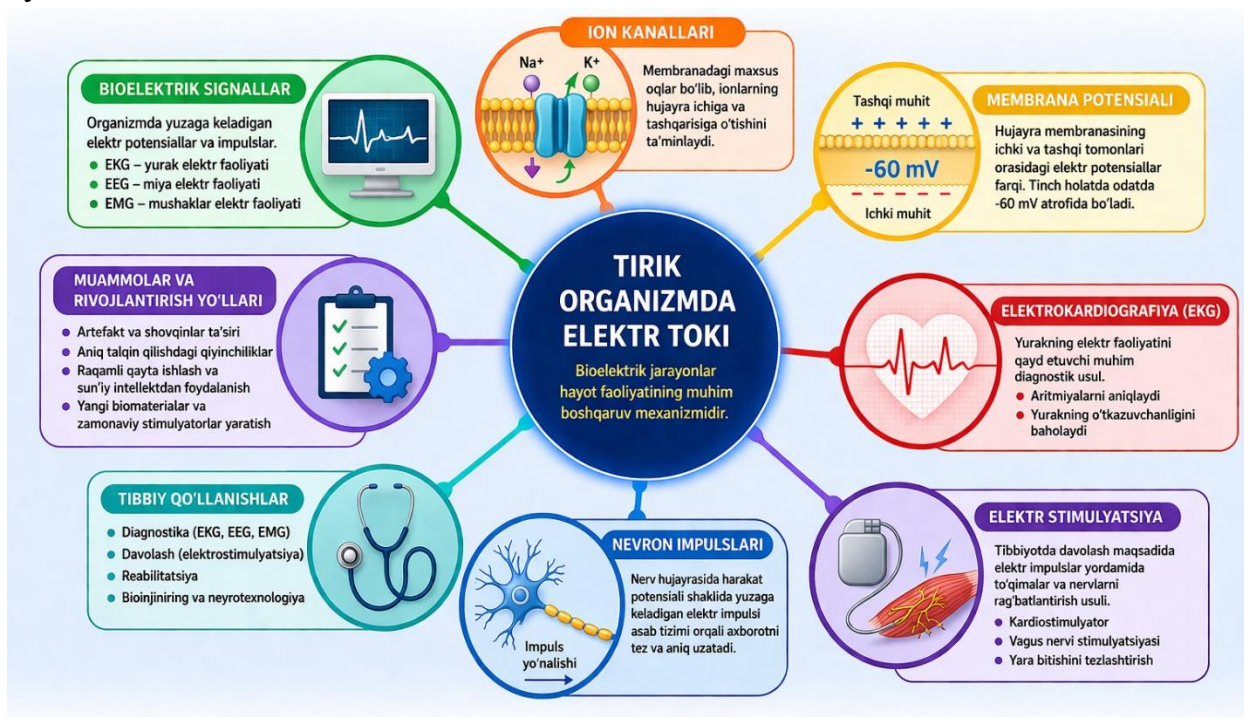 TIRIK
ORGANIZMDA
ELEKTR TOKI
Bioelektrik jarayonlar
hayot faoliyatining muhim
boshqaruv mexanizmidir.
BIOELEKTRIK SIGNALLAR
Organizmda yuzaga keladigan
elektr potensiallar va impulslar.
EKG – yurak elektr faoliyati
EEG – miya elektr faoliyati
EMG – mushaklar elektr faoliyati
ION KANALLARI
Na+
K+
Membranadagi maxsus
oqlar bo'lib, ionlarning
hujayra ichiga va
tashqarisiga o'tishini
ta'minlaydi.
Tashqi muhit
+ + + + +
-60 mV
– – – – –
Ichki muhit
MEMBRANA POTENSIALI
Hujayra membranasining
ichki va tashqi tomonlari
orasidagi elektr potensiallar
farqi. Tinch holatda odatda
-60 mV atrofida bo'ladi.
MUAMMOLAR VA
RIVOJLANTIRISH YO'LLARI
Artefakt va shovqinlar ta'siri
Aniq talqin qilishdagi qiyinchiliklar
Raqamli qayta ishlash va
sun'iy intellektdan foydalanish
Yangi biomaterialar va
zamonaviy stimulyatorlar yaratish
ELEKTROKARDIOGRAFIYA (EKG)
Yurakning elektr faoliyatini
qayd etuvchi muhim
diagnostik usul.
Aritmiyalarni aniqlaydi
Yurakning o'tkazuvchanligini
baholaydi
TIBBIY QO'LLANISHLAR
Diagnostika (EKG, EEG, EMG)
Davolash (elektrostimulyatsiya)
Reabilitatsiya
Bioinjiniring va neyrotexnologiya
Impuls
yo'nalishi
NEVRON IMPULSLARI
Nerv hujayrasida harakat
potensiali shaklida yuzaga
keladigan elektr impulsi
asab tizimi orqali axborotni
tez va aniq uzatadi.
ELEKTR STIMULYATSIYA
Tibbiyotda davolash maqsadida
elektr impulslar yordamida
to'qimalar va nervlarni
rag'batlantirish usuli.
Kardiostimulyator
Vagus nervi stimulyatsiyasi
Yara bitishini tezlashtirish